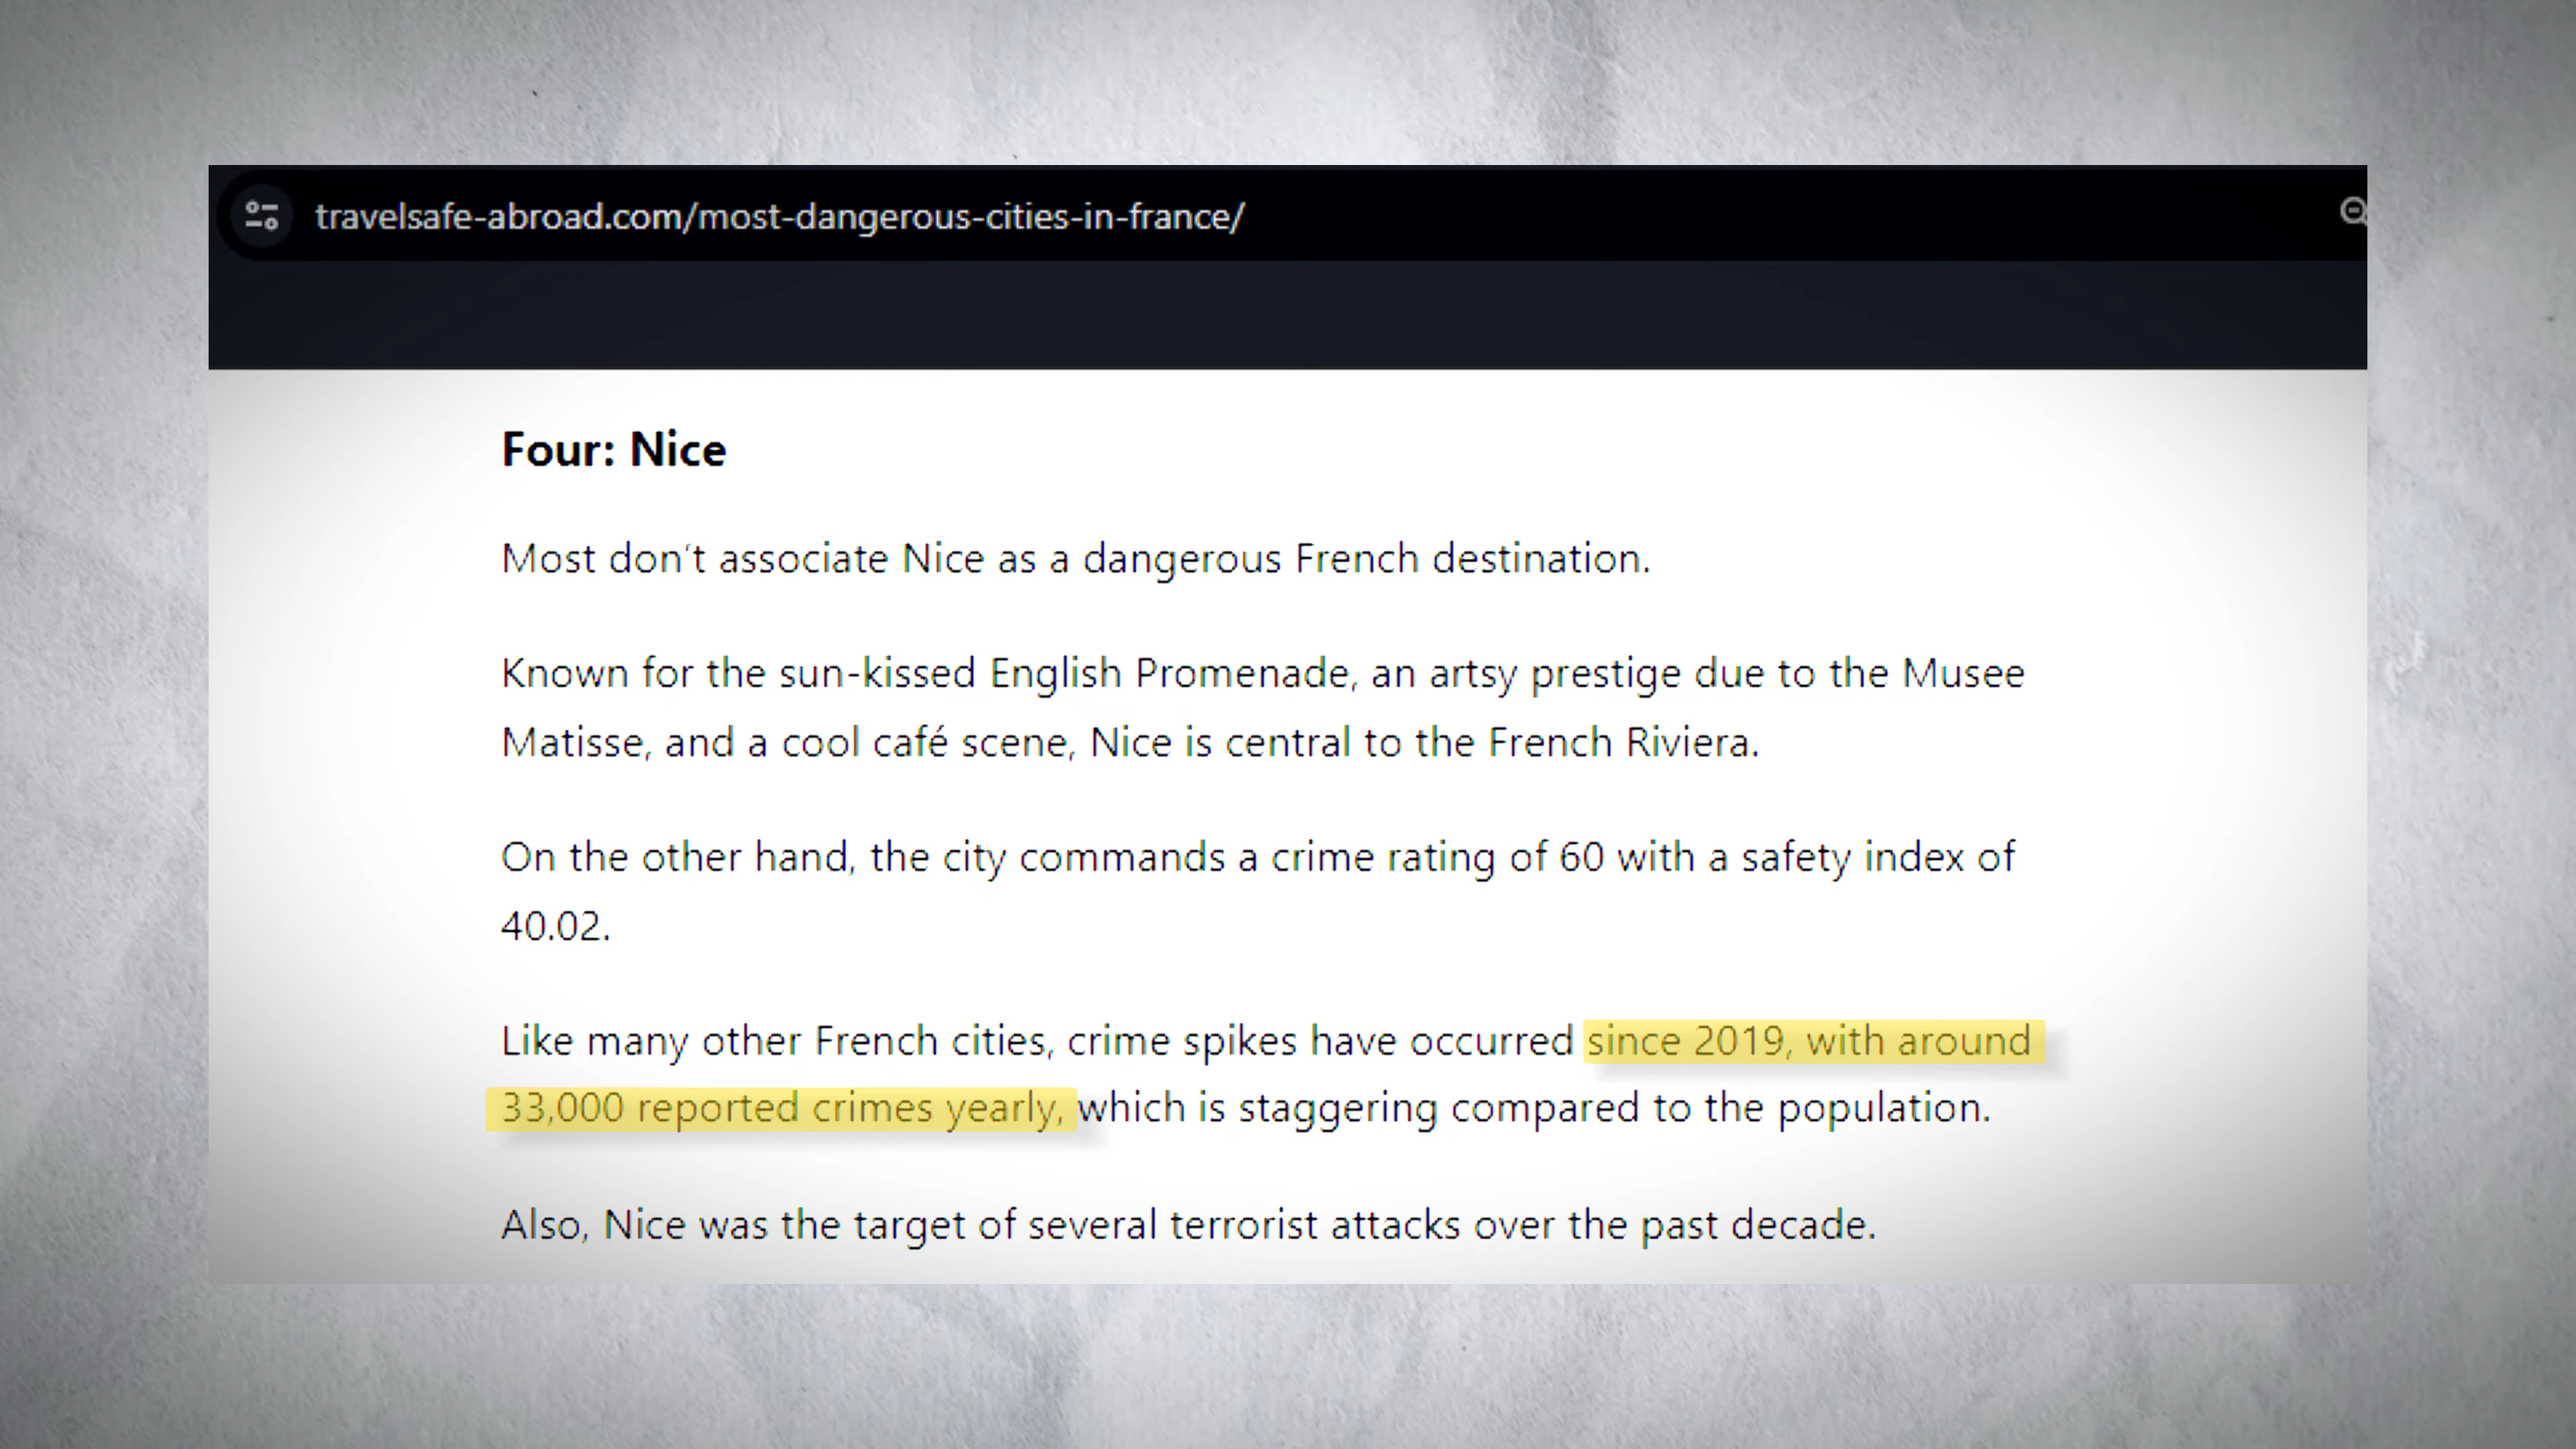 travelsafe-abroad.com/most-dangerous-cities-in-france/
Four: Nice
Most don't associate Nice as a dangerous French destination.
Known for the sun-kissed English Promenade, an artsy prestige due to the Musee
Matisse, and a cool café scene, Nice is central to the French Riviera.
On the other hand, the city commands a crime rating of 60 with a safety index of
40.02.
Like many other French cities, crime spikes have occurred since 2019, with around
33,000 reported crimes yearly, which is staggering compared to the population.
Also, Nice was the target of several terrorist attacks over the past decade.